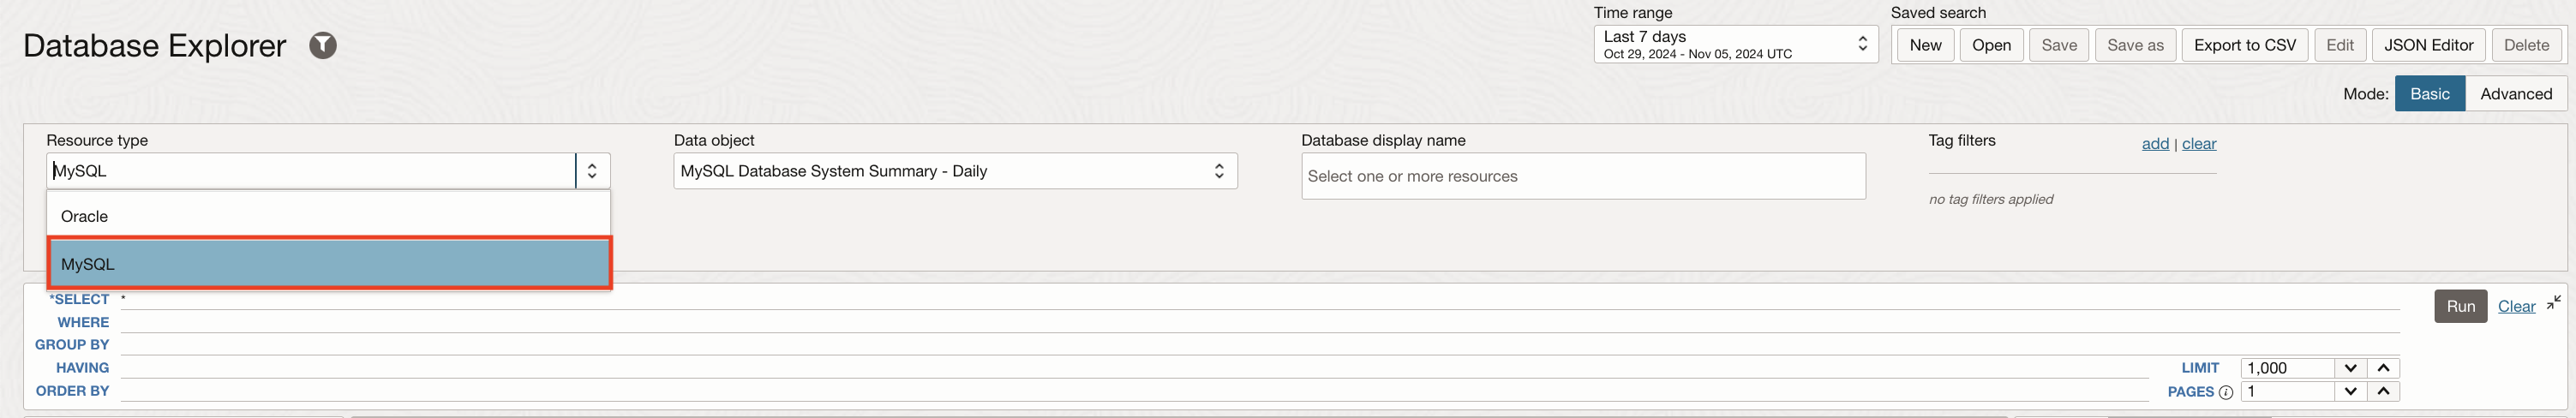 Time range
Saved search
Database Explorer
Last 7 days
Oct 29, 2024 - Nov 05, 2024 UTC
New Open Save Save as Export to CSV Edit JSON Editor Delete
Mode: Basic Advanced
Resource type
MySQL
Oracle
MySQL
Data object
MySQL Database System Summary - Daily
Database display name
Select one or more resources
Tag filters add | clear
no tag filters applied
*SELECT *
WHERE
GROUP BY
HAVING
ORDER BY
Run Clear
LIMIT 1,000
PAGES i 1